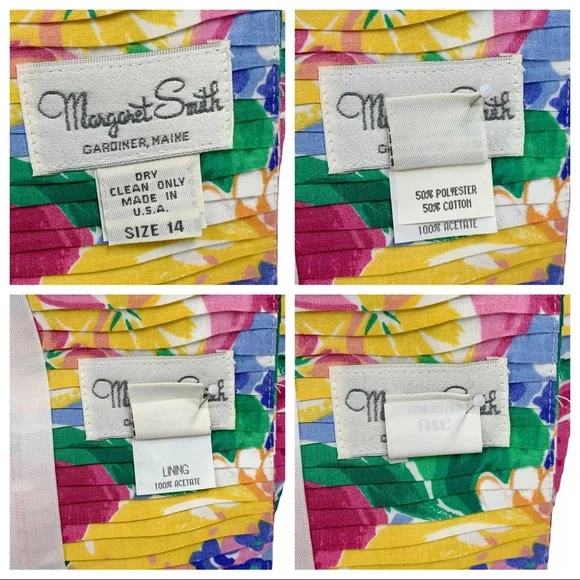 Margaret Smith
GARDINER, MAINE
DRY
CLEAN ONLY
MADE IN
U.S.A.
SIZE 14
Smith
50% POLYESTER
50% COTTON
100% ACETATE
LINING
100% ACETATE